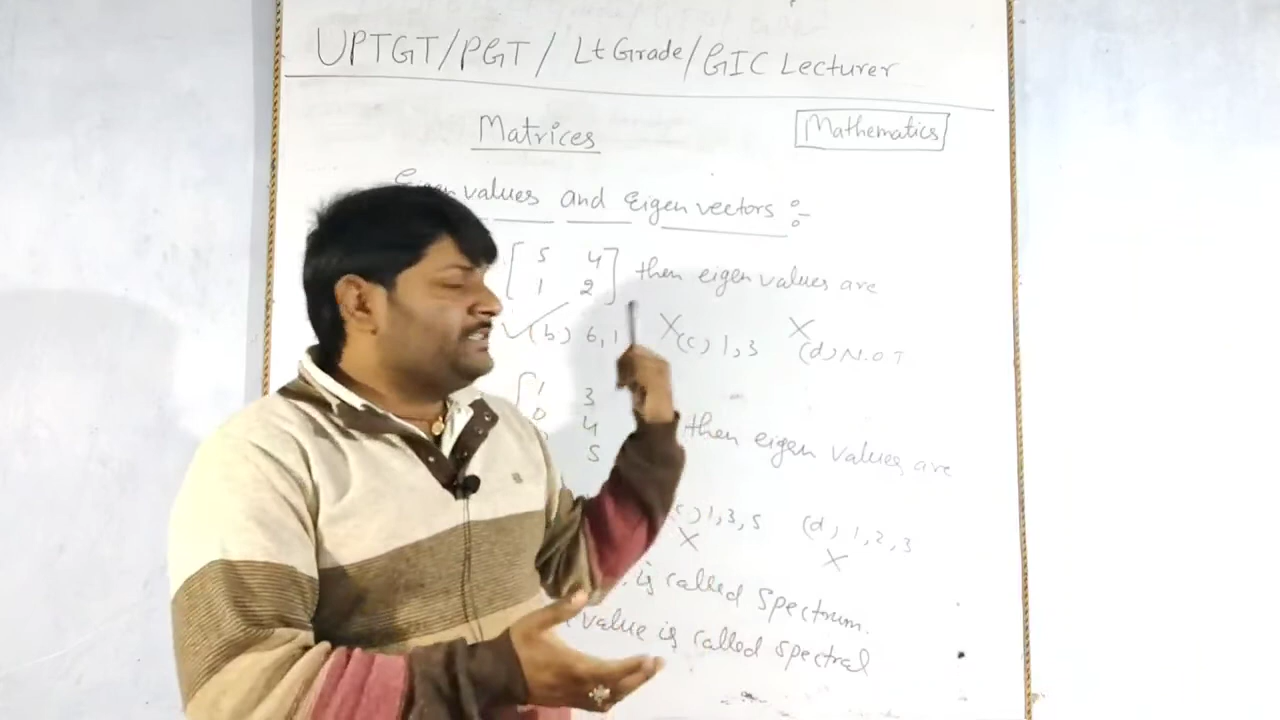 UPTGT/PGT/ Lt Grade/GIC Lecturer
Matrices
Mathematics
Eigen values and Eigen vectors :-
[5 4
1 2] then eigen values are
(b) 6, 1 (c) 1, 3 (d) N.O.T
1 3
0 4 then eigen values are
5
c) 1, 3, 5 (d) 1, 2, 3
is called Spectrum.
value is called spectral